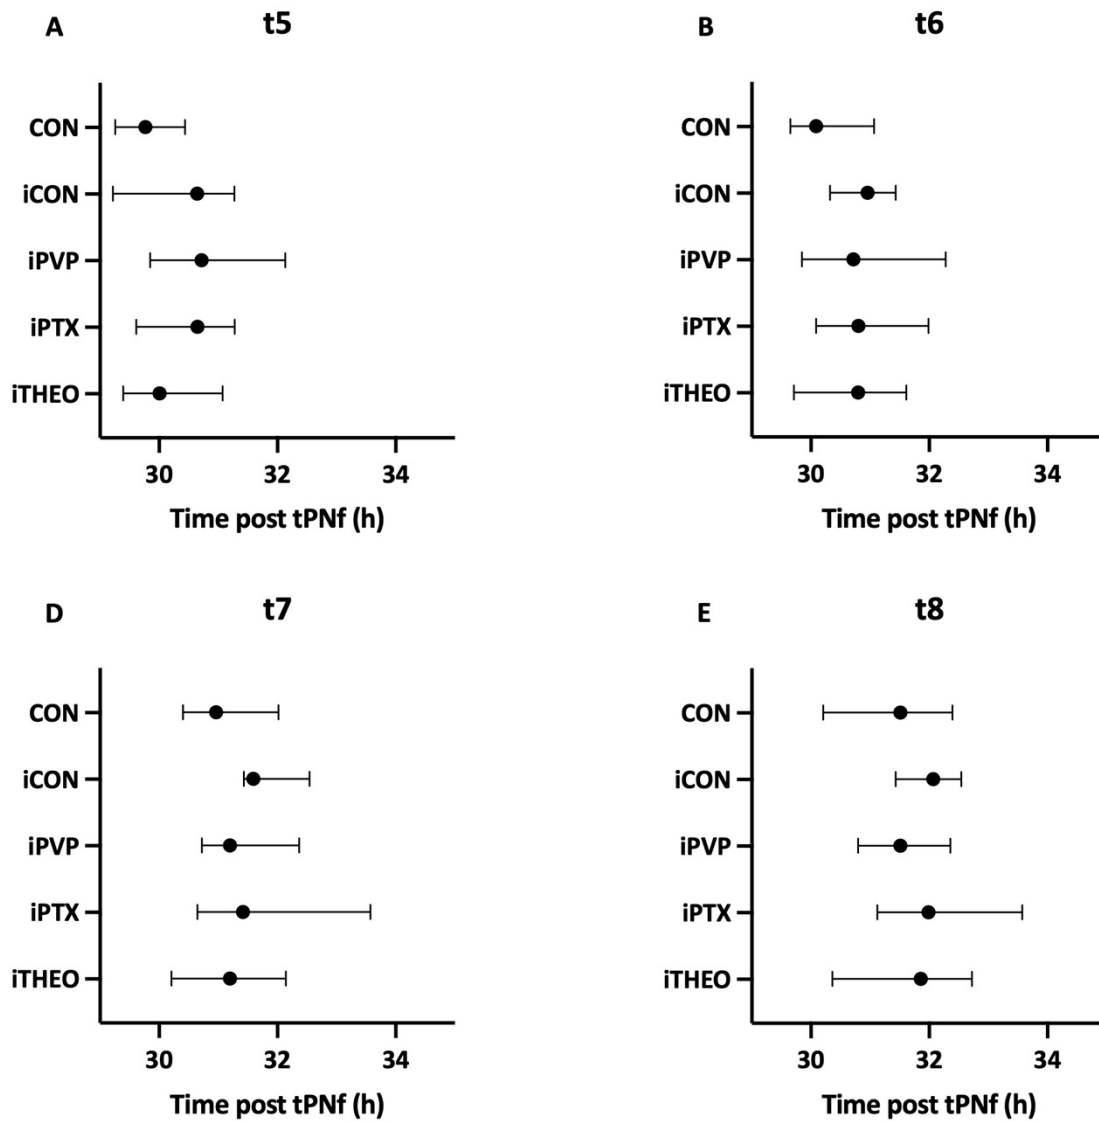 A t5
CON
iCON
iPVP
iPTX
iTHEO
30 32 34
Time post tPNf (h)
B t6
CON
iCON
iPVP
iPTX
iTHEO
30 32 34
Time post tPNf (h)
D t7
CON
iCON
iPVP
iPTX
iTHEO
30 32 34
Time post tPNf (h)
E t8
CON
iCON
iPVP
iPTX
iTHEO
30 32 34
Time post tPNf (h)